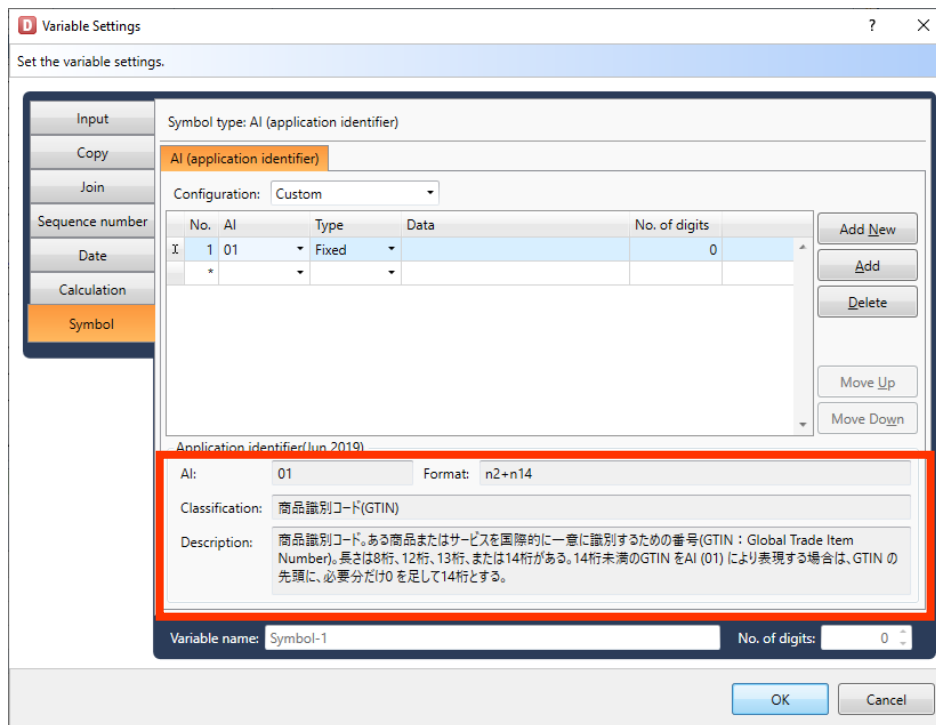 D Variable Settings ? ×
Set the variable settings.
Input
Copy
Join
Sequence number
Date
Calculation
Symbol
Symbol type: AI (application identifier)
AI (application identifier)
Configuration: Custom
No. AI Type Data No. of digits
1 01 Fixed 0
*
Add New
Add
Delete
Move Up
Move Down
Application identifier(Jun 2019)
AI: 01 Format: n2+n14
Classification: 商品識別コード(GTIN)
Description: 商品識別コード。ある商品またはサービスを国際的に一意に識別するための番号(GTIN：Global Trade Item
Number)。長さは8桁、12桁、13桁、または14桁がある。14桁未満のGTIN をAI (01) により表現する場合は、GTIN の
先頭に、必要分だけ0 を足して14桁とする。
Variable name: Symbol-1 No. of digits: 0
OK Cancel